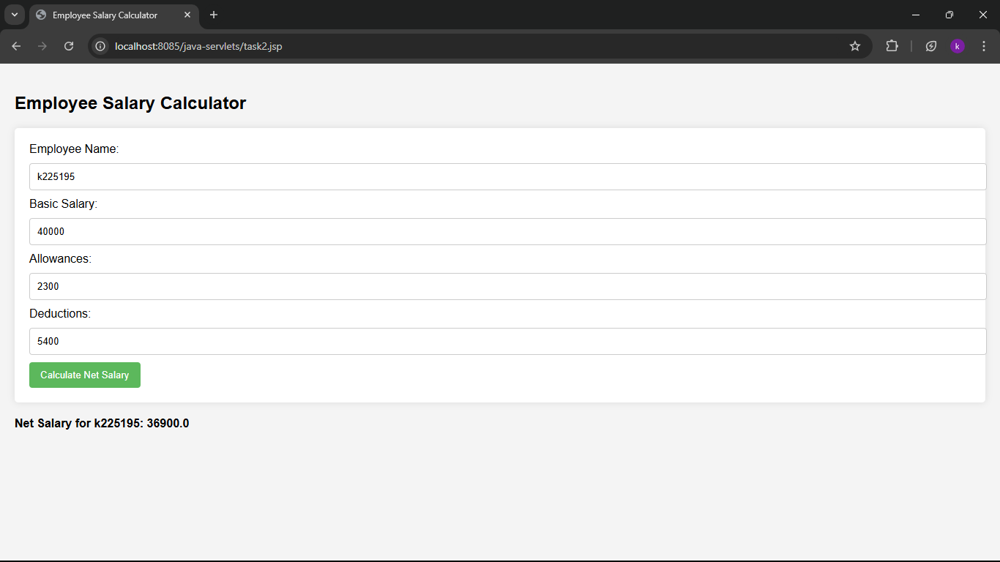 Employee Salary Calculator
localhost:8085/java-servlets/task2.jsp
k
Employee Salary Calculator
Employee Name:
k225195
Basic Salary:
40000
Allowances:
2300
Deductions:
5400
Calculate Net Salary
Net Salary for k225195: 36900.0